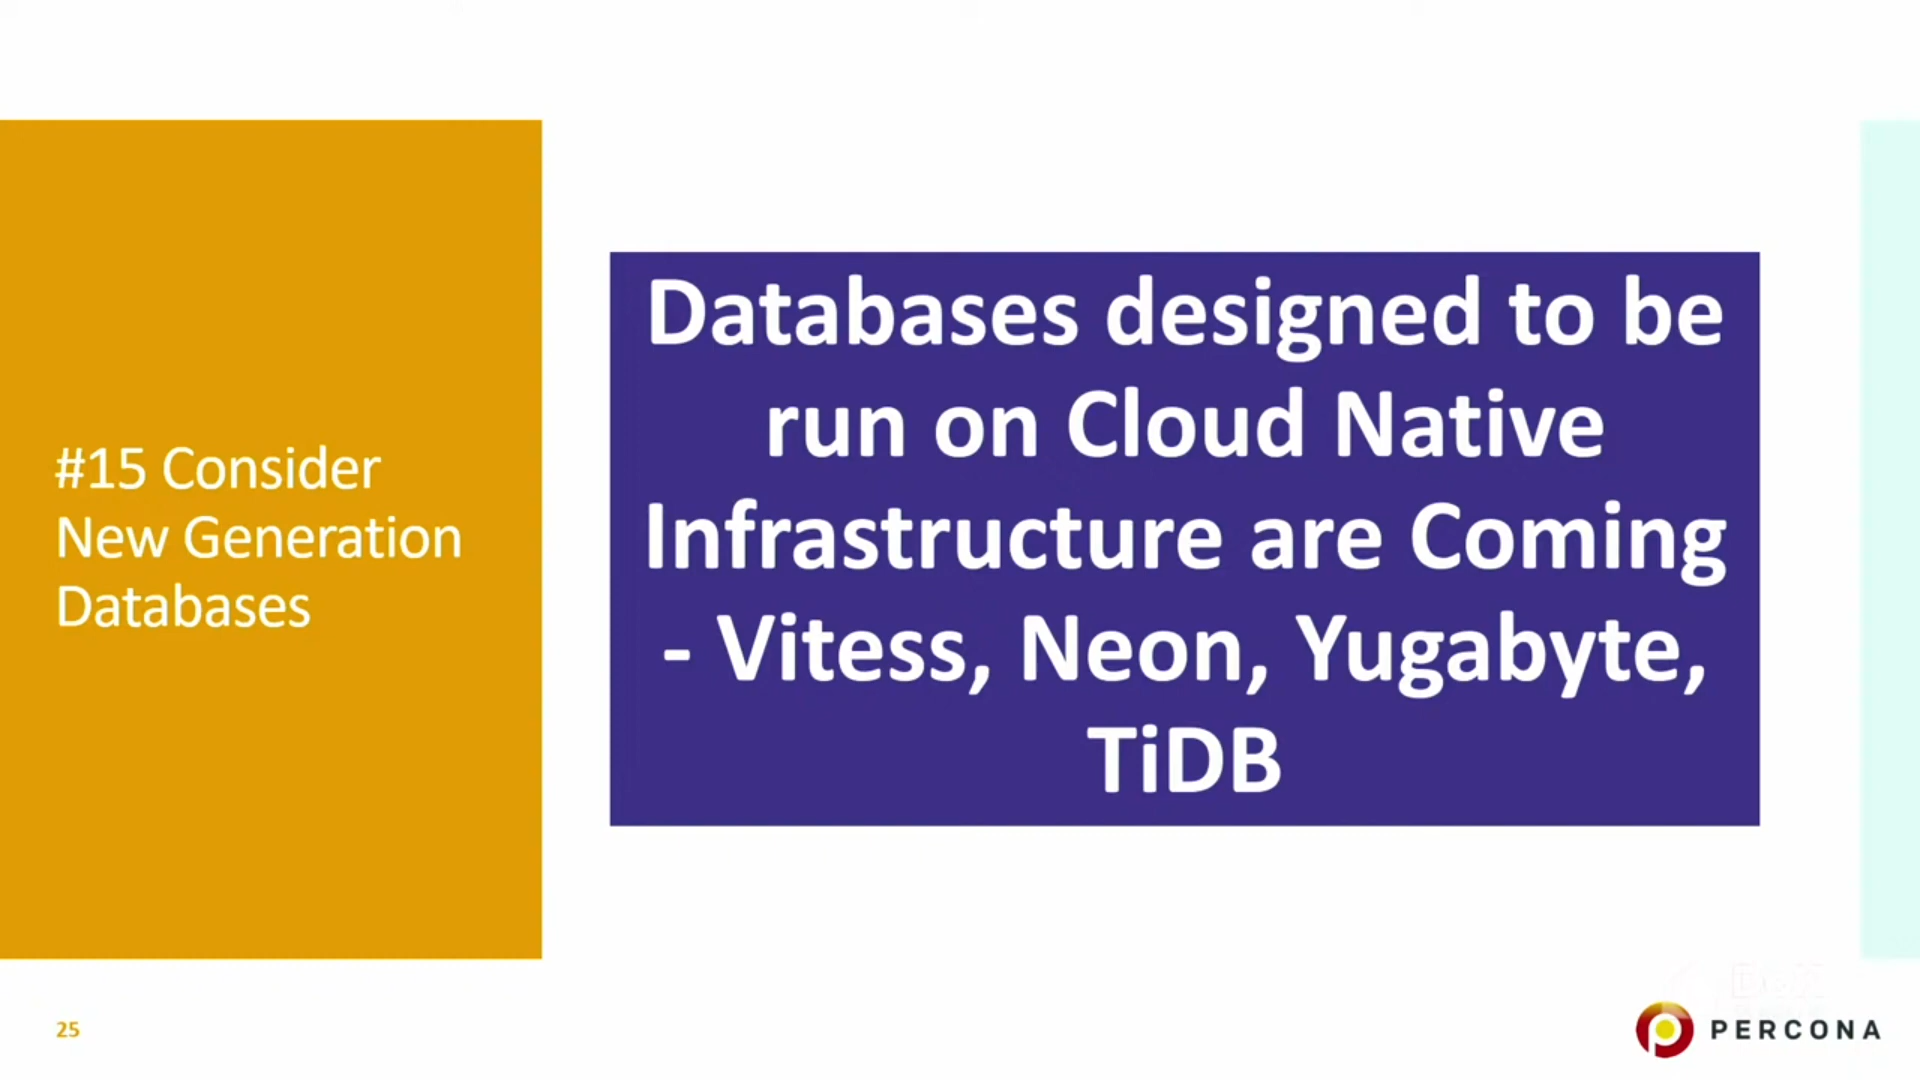 #15 Consider
New Generation
Databases
Databases designed to be
run on Cloud Native
Infrastructure are Coming
- Vitess, Neon, Yugabyte,
TiDB
25
PERCONA